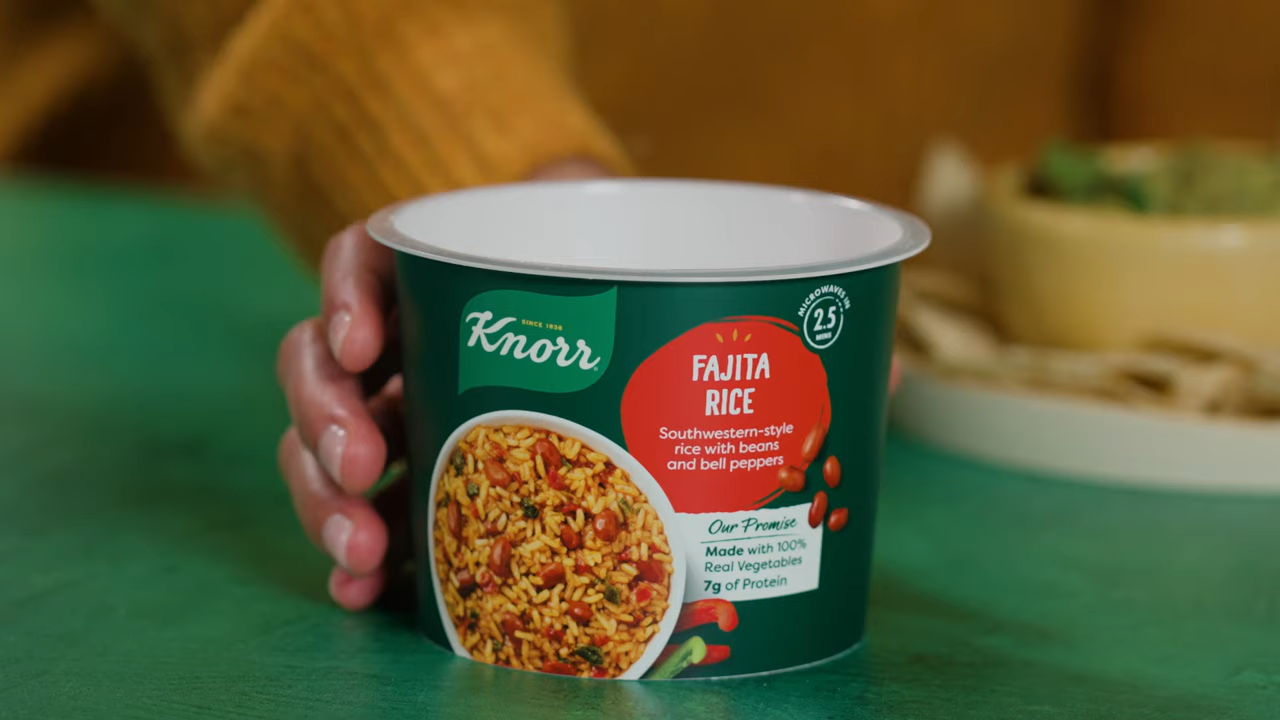 SINCE 1838
Knorr
MICROWAVES IN
2.5
MINS
FAJITA
RICE
Southwestern-style
rice with beans
and bell peppers
Our Promise
Made with 100%
Real Vegetables
7g of Protein